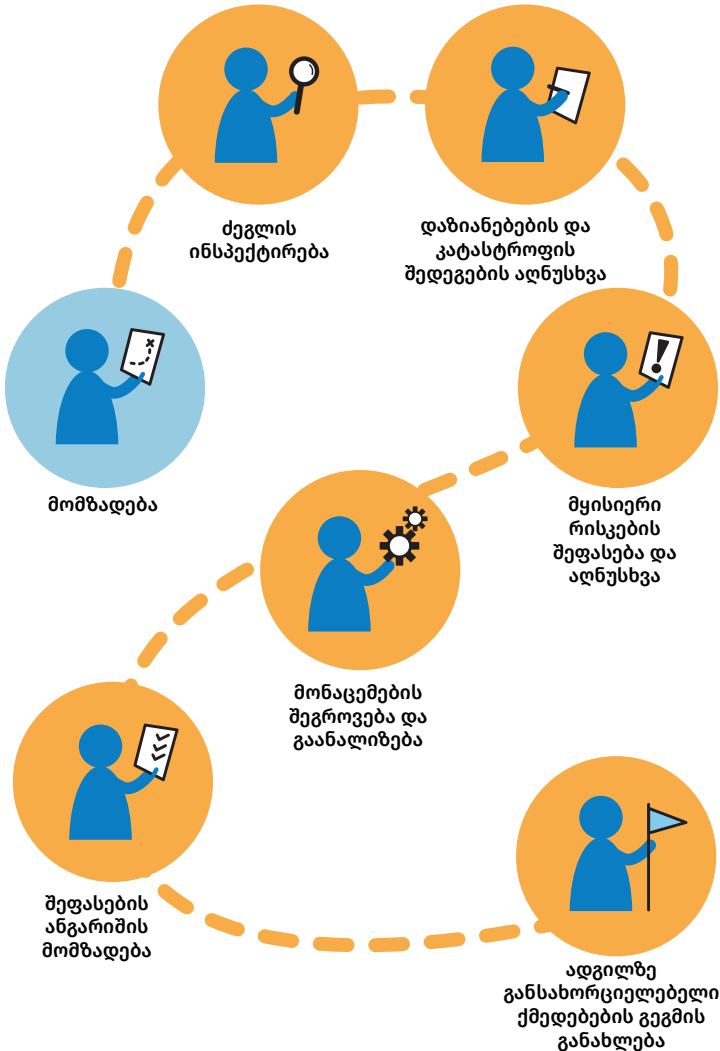 მომზადება
ძეგლის
ინსპექტირება
დაზიანებების და
კატასტროფის
შედეგების აღნუსხვა
მყისიერი
რისკების
შეფასება და
აღნუსხვა
მონაცემების
შეგროვება და
გაანალიზება
შეფასების
ანგარიშის
მომზადება
ადგილზე
განსახორციელებელი
ქმედებების გეგმის
განახლება